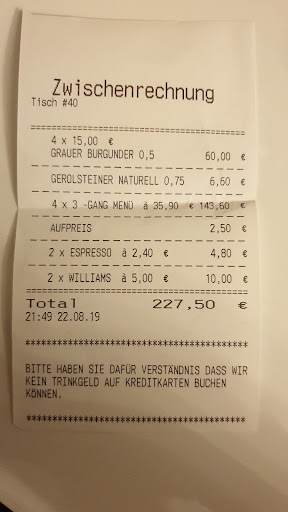 Zwischenrechnung
Tisch #40
================================================
4 x 15,00 €
GRAUER BURGUNDER 0,5 60,00 €
GEROLSTEINER NATURELL 0,75 6,60 €
4 x 3 -GANG MENÜ à 35,90 € 143,60 €
AUFPREIS 2,50 €
2 x ESPRESSO à 2,40 € 4,80 €
2 x WILLIAMS à 5,00 € 10,00 €
================================================
Total 227,50 €
21:49 22.08.19
******************************************
BITTE HABEN SIE DAFÜR VERSTÄNDNIS DASS WIR
KEIN TRINKGELD AUF KREDITKARTEN BUCHEN
KÖNNEN.
******************************************